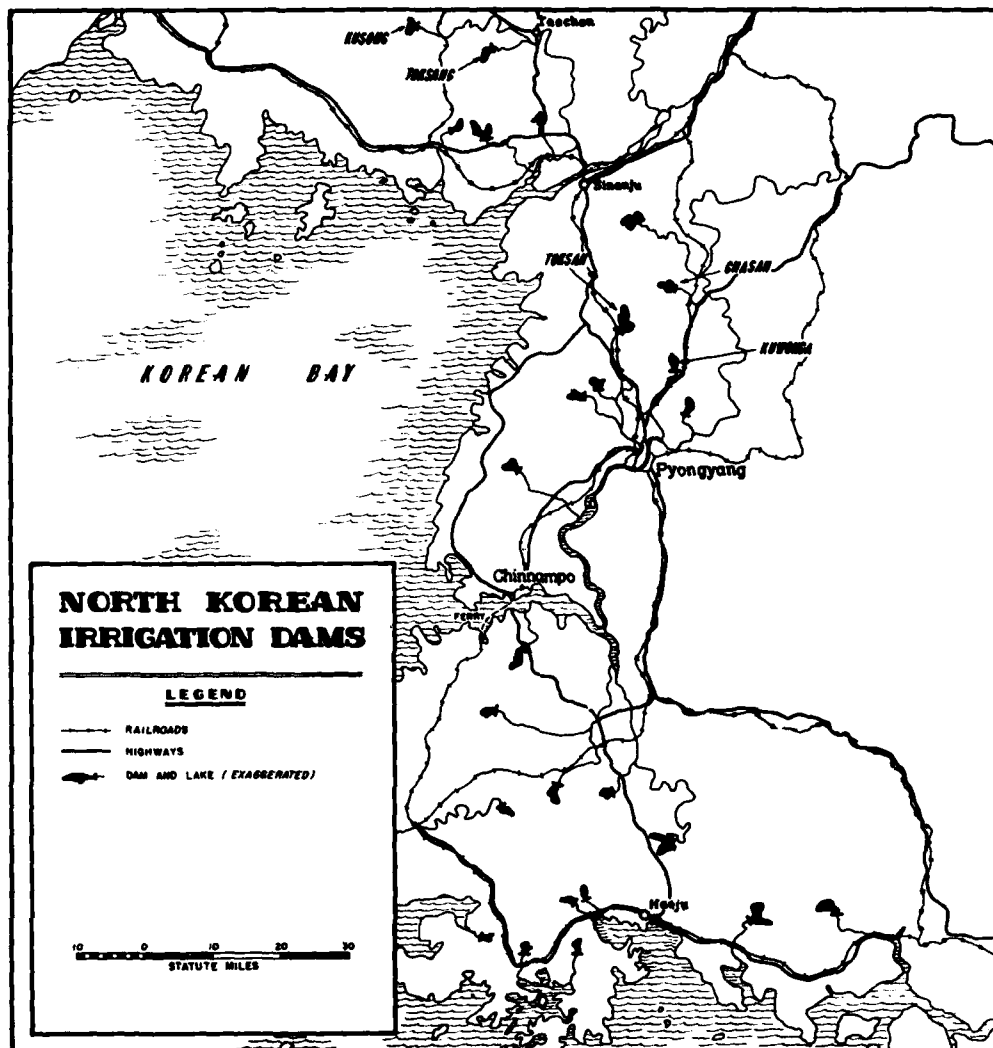 KUSONG
Taechon
TOKSANG
Sinanju
TOKSAN
CHASAN
KUWONGA
KOREAN BAY
Pyongyang
Chinnampo
FERRY
Haeju
NORTH KOREAN
IRRIGATION DAMS
LEGEND
RAILROADS
HIGHWAYS
DAM AND LAKE (EXAGGERATED)
10 0 10 20 30
STATUTE MILES